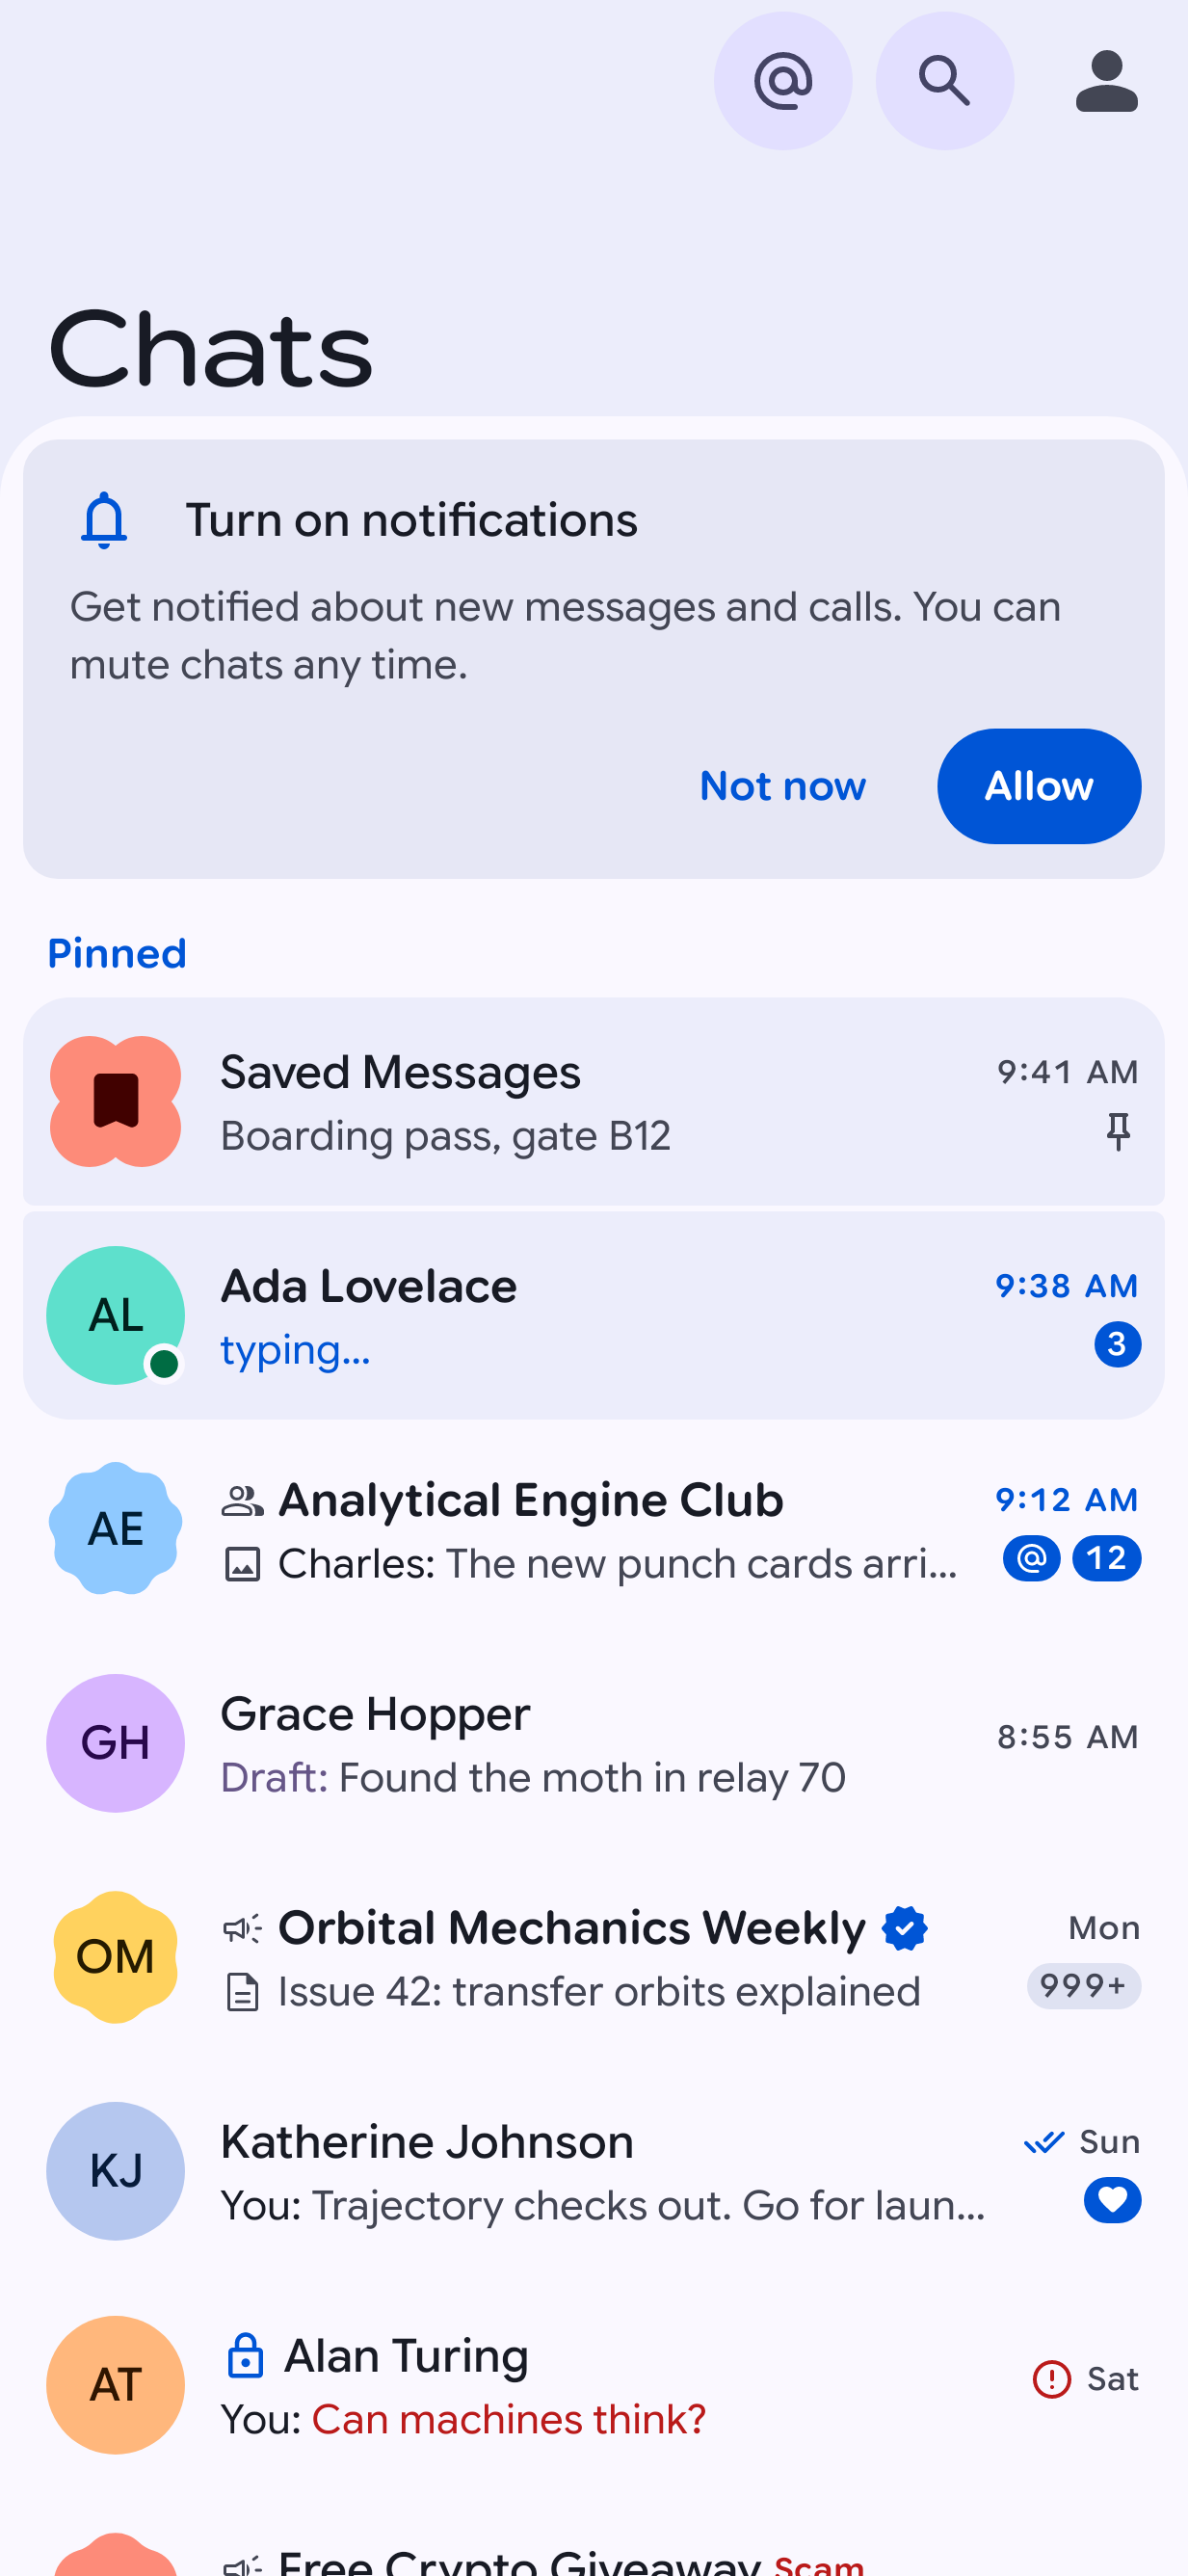 Chats
Turn on notifications
Get notified about new messages and calls. You can
mute chats any time.
Not now
Allow
Pinned
Saved Messages
9:41 AM
Boarding pass, gate B12
AL
Ada Lovelace
9:38 AM
typing...
3
AE
Analytical Engine Club
9:12 AM
Charles: The new punch cards arri...
@ 12
GH
Grace Hopper
8:55 AM
Draft: Found the moth in relay 70
OM
Orbital Mechanics Weekly
Mon
Issue 42: transfer orbits explained
999+
KJ
Katherine Johnson
Sun
You: Trajectory checks out. Go for laun...
AT
Alan Turing
Sat
You: Can machines think?
Free Crypto Giveaway Scam